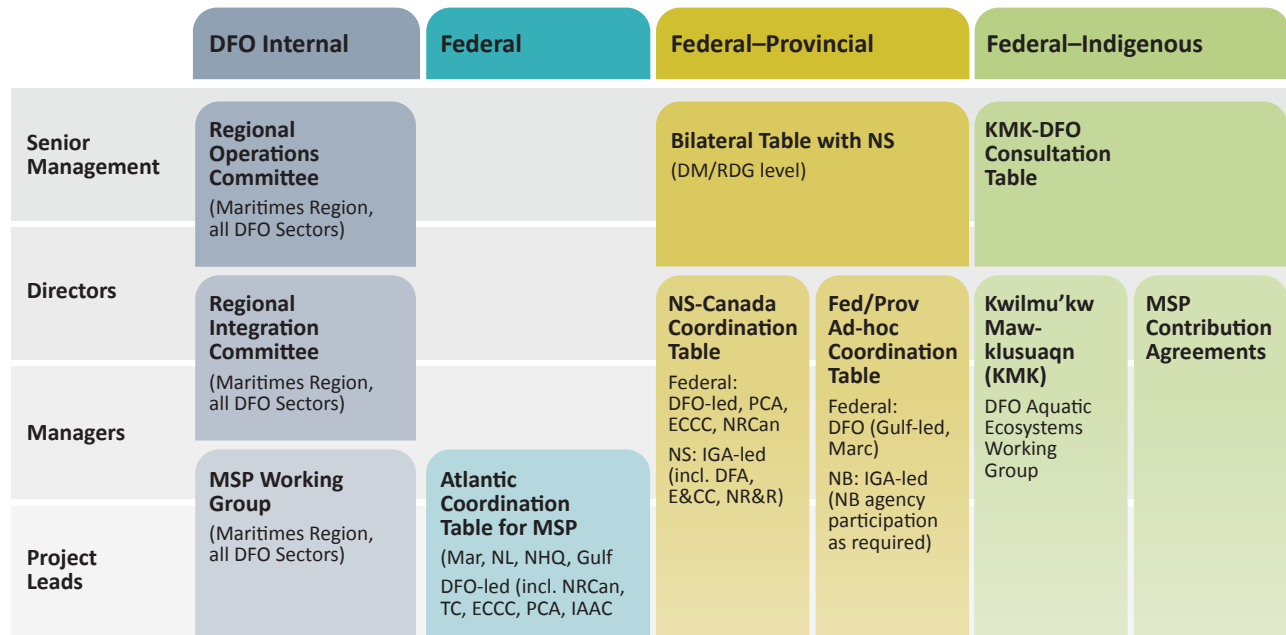 DFO Internal
Federal
Federal–Provincial
Federal–Indigenous
Senior
Management
Regional
Operations
Committee
(Maritimes Region,
all DFO Sectors)
Bilateral Table with NS
(DM/RDG level)
KMK-DFO
Consultation
Table
Directors
Regional
Integration
Committee
(Maritimes Region,
all DFO Sectors)
NS-Canada
Coordination
Table
Federal:
DFO-led, PCA,
ECCC, NRCan
NS: IGA-led
(incl. DFA,
E&CC, NR&R)
Fed/Prov
Ad-hoc
Coordination
Table
Federal:
DFO (Gulf-led,
Marc)
NB: IGA-led
(NB agency
participation
as required)
Kwilmu’kw
Maw-
klusuaqn
(KMK)
DFO Aquatic
Ecosystems
Working
Group
MSP
Contribution
Agreements
Managers
MSP Working
Group
(Maritimes Region,
all DFO Sectors)
Atlantic
Coordination
Table for MSP
(Mar, NL, NHQ, Gulf
DFO-led (incl. NRCan,
TC, ECCC, PCA, IAAC
Project
Leads